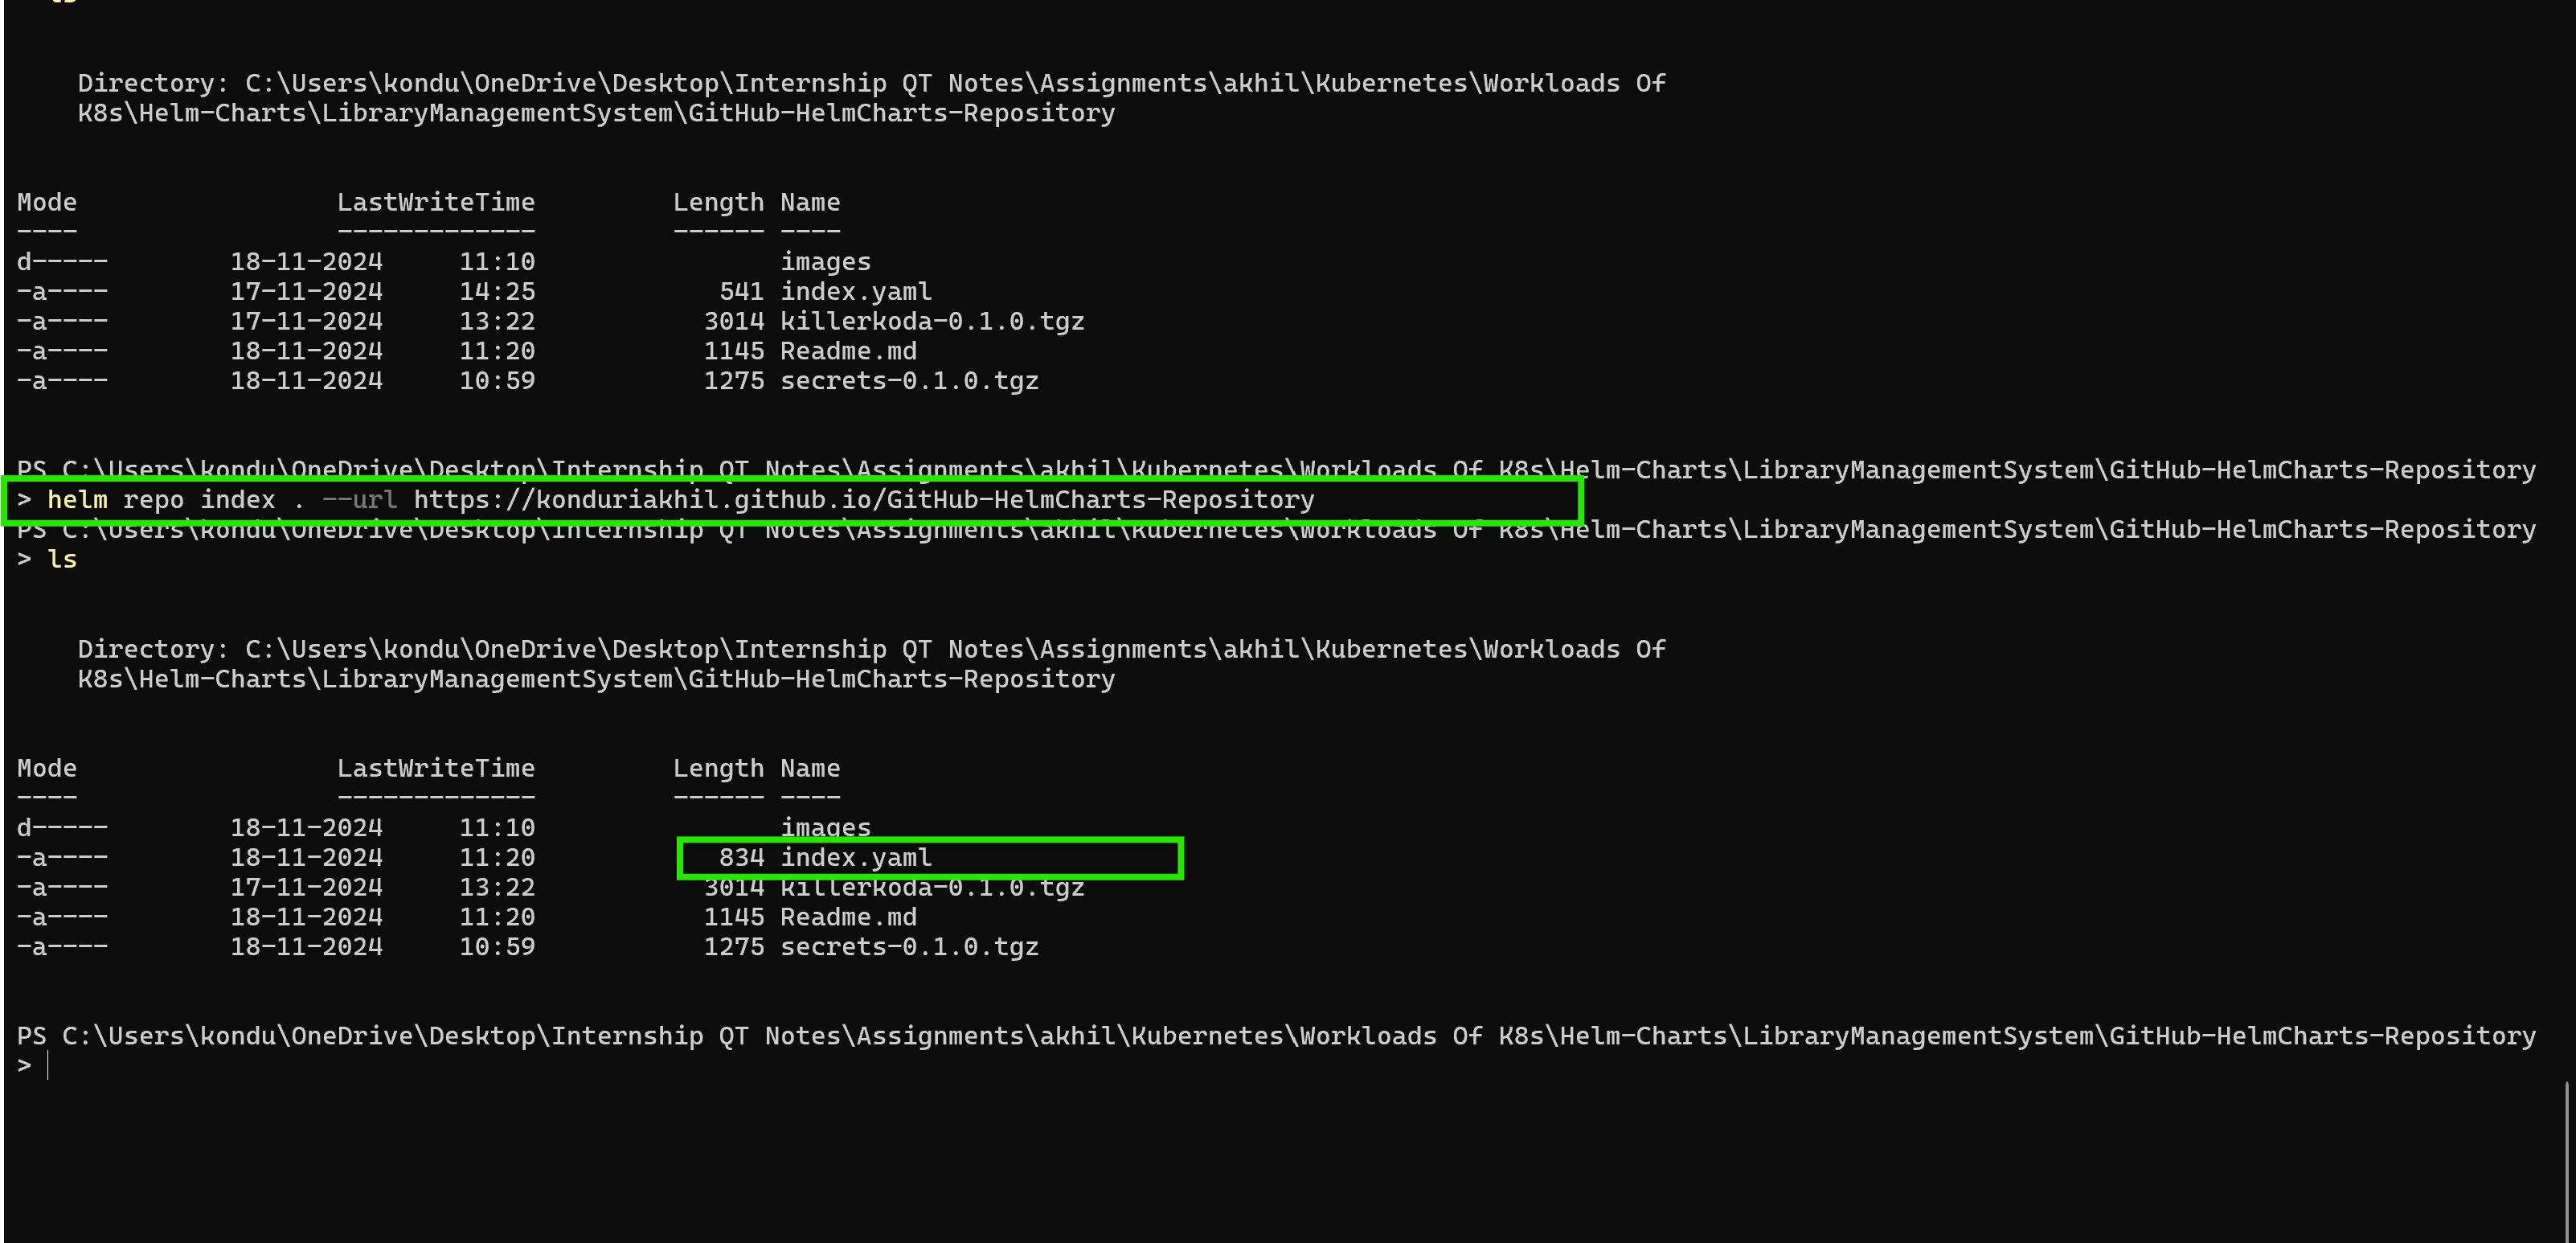 ls
Directory: C:\Users\kondu\OneDrive\Desktop\Internship QT Notes\Assignments\akhil\Kubernetes\Workloads Of
K8s\Helm-Charts\LibraryManagementSystem\GitHub-HelmCharts-Repository
Mode LastWriteTime Length Name
---- ------------- ------ ----
d----- 18-11-2024 11:10 images
-a---- 17-11-2024 14:25 541 index.yaml
-a---- 17-11-2024 13:22 3014 killerkoda-0.1.0.tgz
-a---- 18-11-2024 11:20 1145 Readme.md
-a---- 18-11-2024 10:59 1275 secrets-0.1.0.tgz
PS C:\Users\kondu\OneDrive\Desktop\Internship QT Notes\Assignments\akhil\Kubernetes\Workloads Of K8s\Helm-Charts\LibraryManagementSystem\GitHub-HelmCharts-Repository
> helm repo index . --url https://konduriakhil.github.io/GitHub-HelmCharts-Repository
PS C:\Users\kondu\OneDrive\Desktop\Internship QT Notes\Assignments\akhil\Kubernetes\Workloads Of K8s\Helm-Charts\LibraryManagementSystem\GitHub-HelmCharts-Repository
> ls
Directory: C:\Users\kondu\OneDrive\Desktop\Internship QT Notes\Assignments\akhil\Kubernetes\Workloads Of
K8s\Helm-Charts\LibraryManagementSystem\GitHub-HelmCharts-Repository
Mode LastWriteTime Length Name
---- ------------- ------ ----
d----- 18-11-2024 11:10 images
-a---- 18-11-2024 11:20 834 index.yaml
-a---- 17-11-2024 13:22 3014 killerkoda-0.1.0.tgz
-a---- 18-11-2024 11:20 1145 Readme.md
-a---- 18-11-2024 10:59 1275 secrets-0.1.0.tgz
PS C:\Users\kondu\OneDrive\Desktop\Internship QT Notes\Assignments\akhil\Kubernetes\Workloads Of K8s\Helm-Charts\LibraryManagementSystem\GitHub-HelmCharts-Repository
>